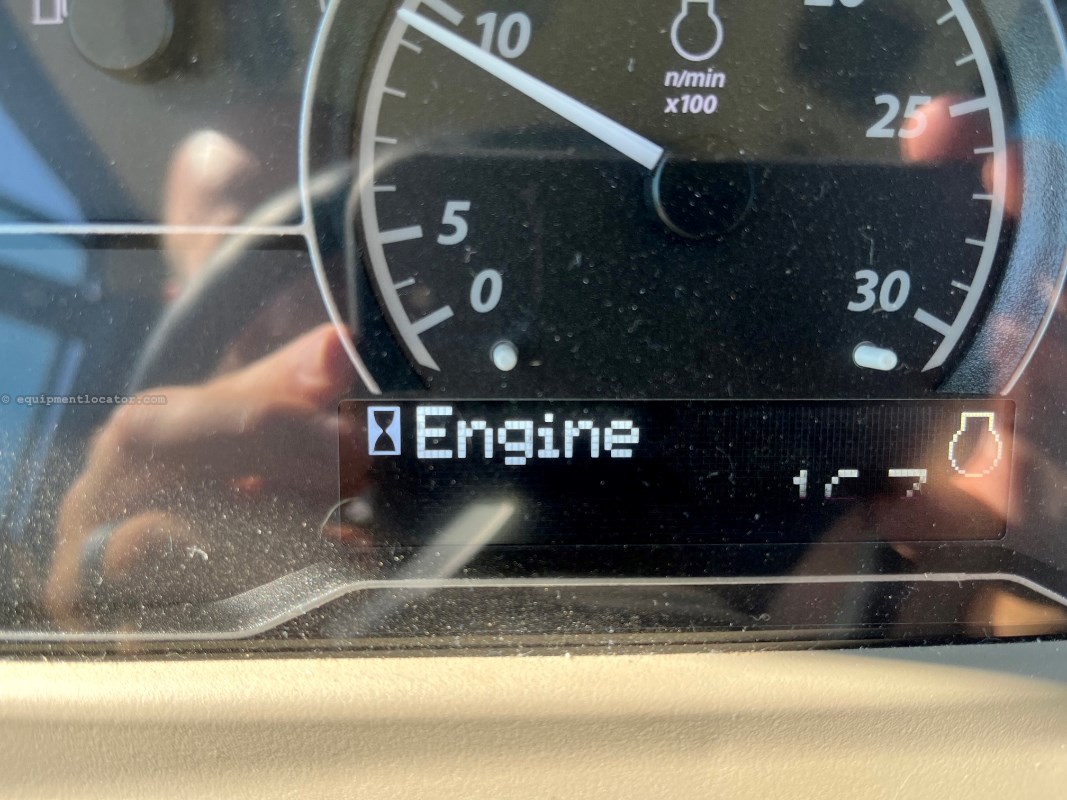 10
n/min
x100
25
5
0
30
© equipmentlocator.com
Engine